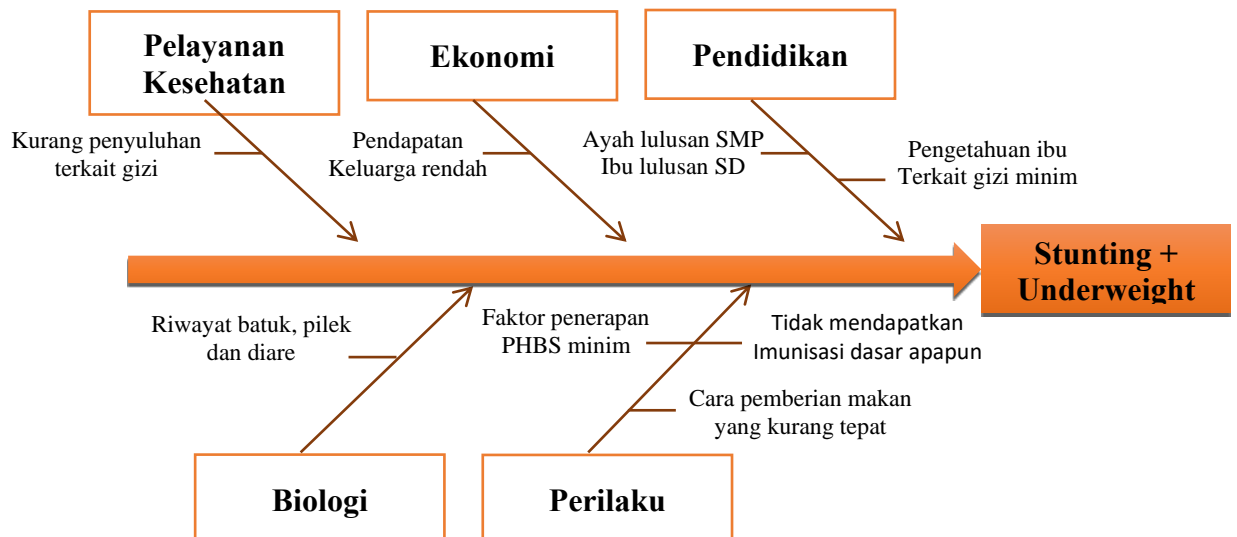 Pelayanan
Kesehatan
Ekonomi
Pendidikan
Kurang penyuluhan
terkait gizi
Pendapatan
Keluarga rendah
Ayah lulusan SMP
Ibu lulusan SD
Pengetahuan ibu
Terkait gizi minim
Stunting +
Underweight
Riwayat batuk, pilek
dan diare
Faktor penerapan
PHBS minim
Tidak mendapatkan
Imunisasi dasar apapun
Cara pemberian makan
yang kurang tepat
Biologi
Perilaku